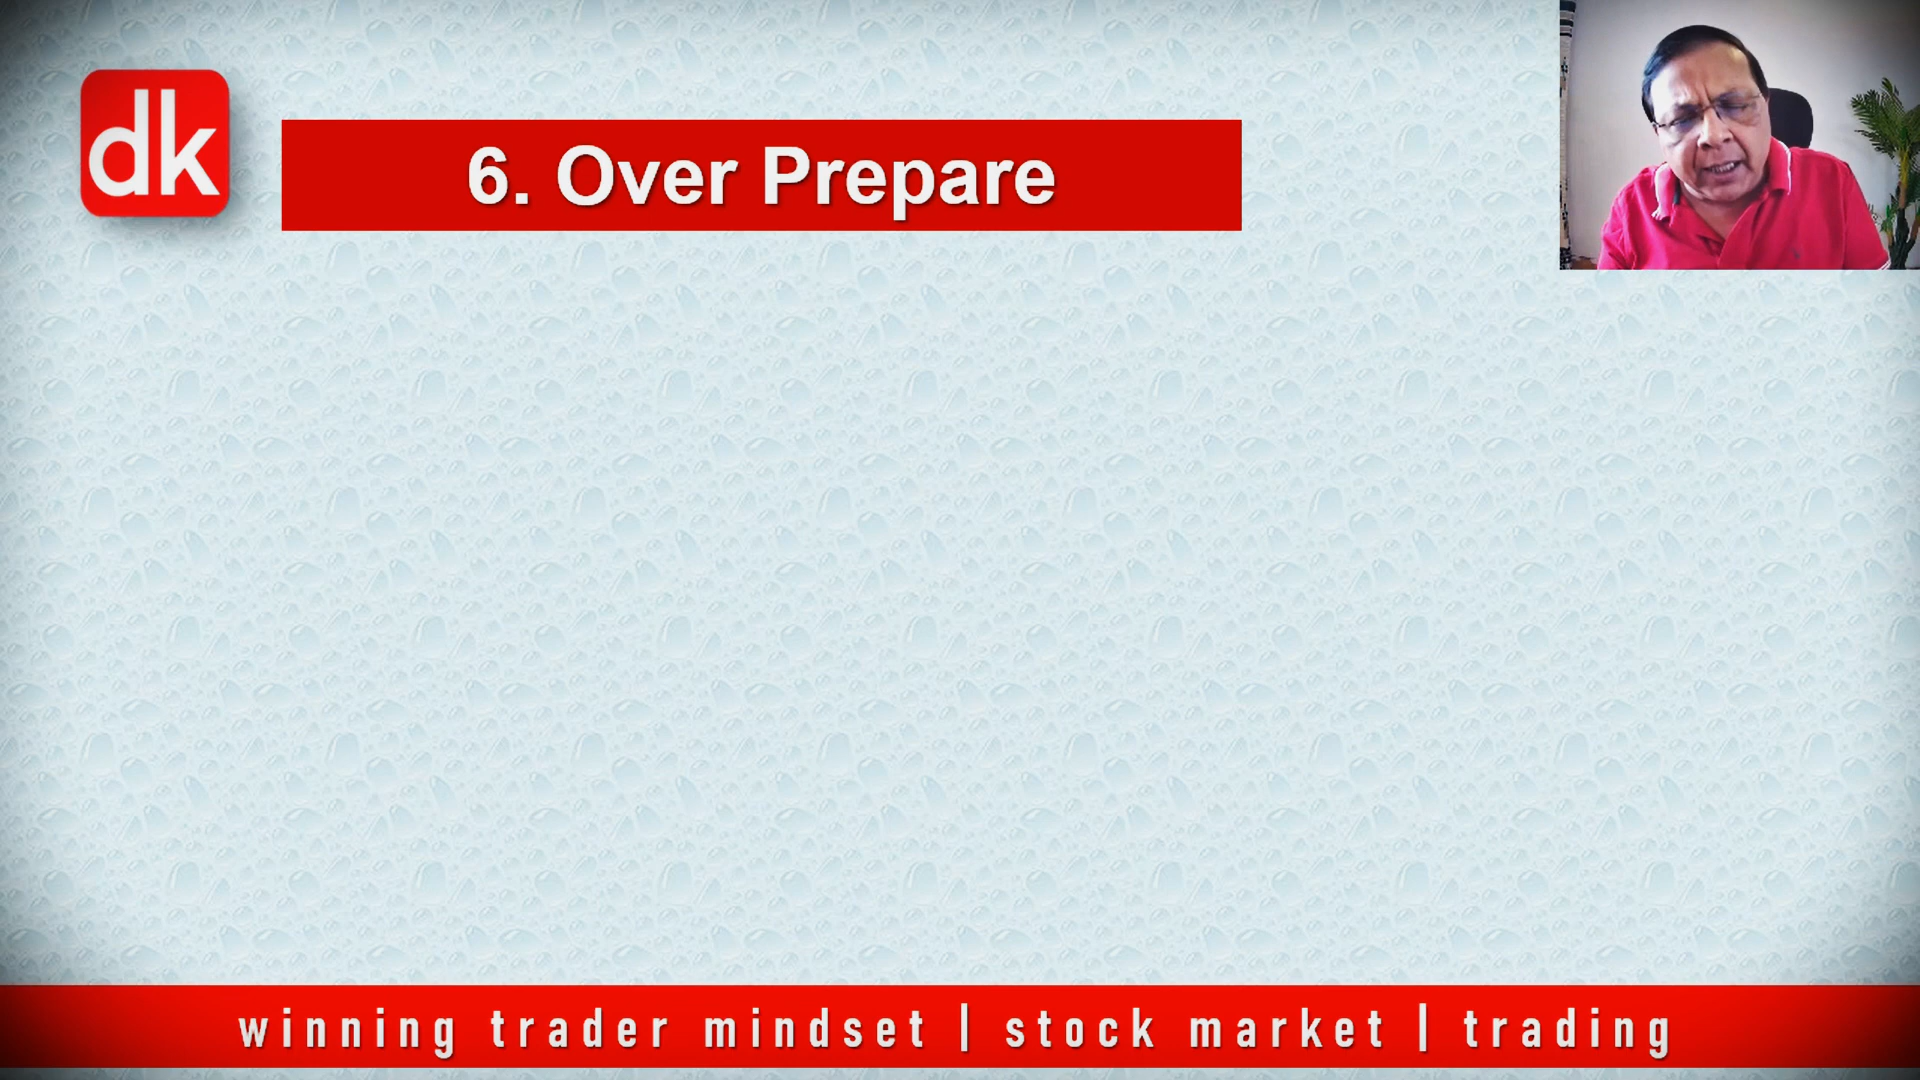 dk
6. Over Prepare
winning trader mindset | stock market | trading